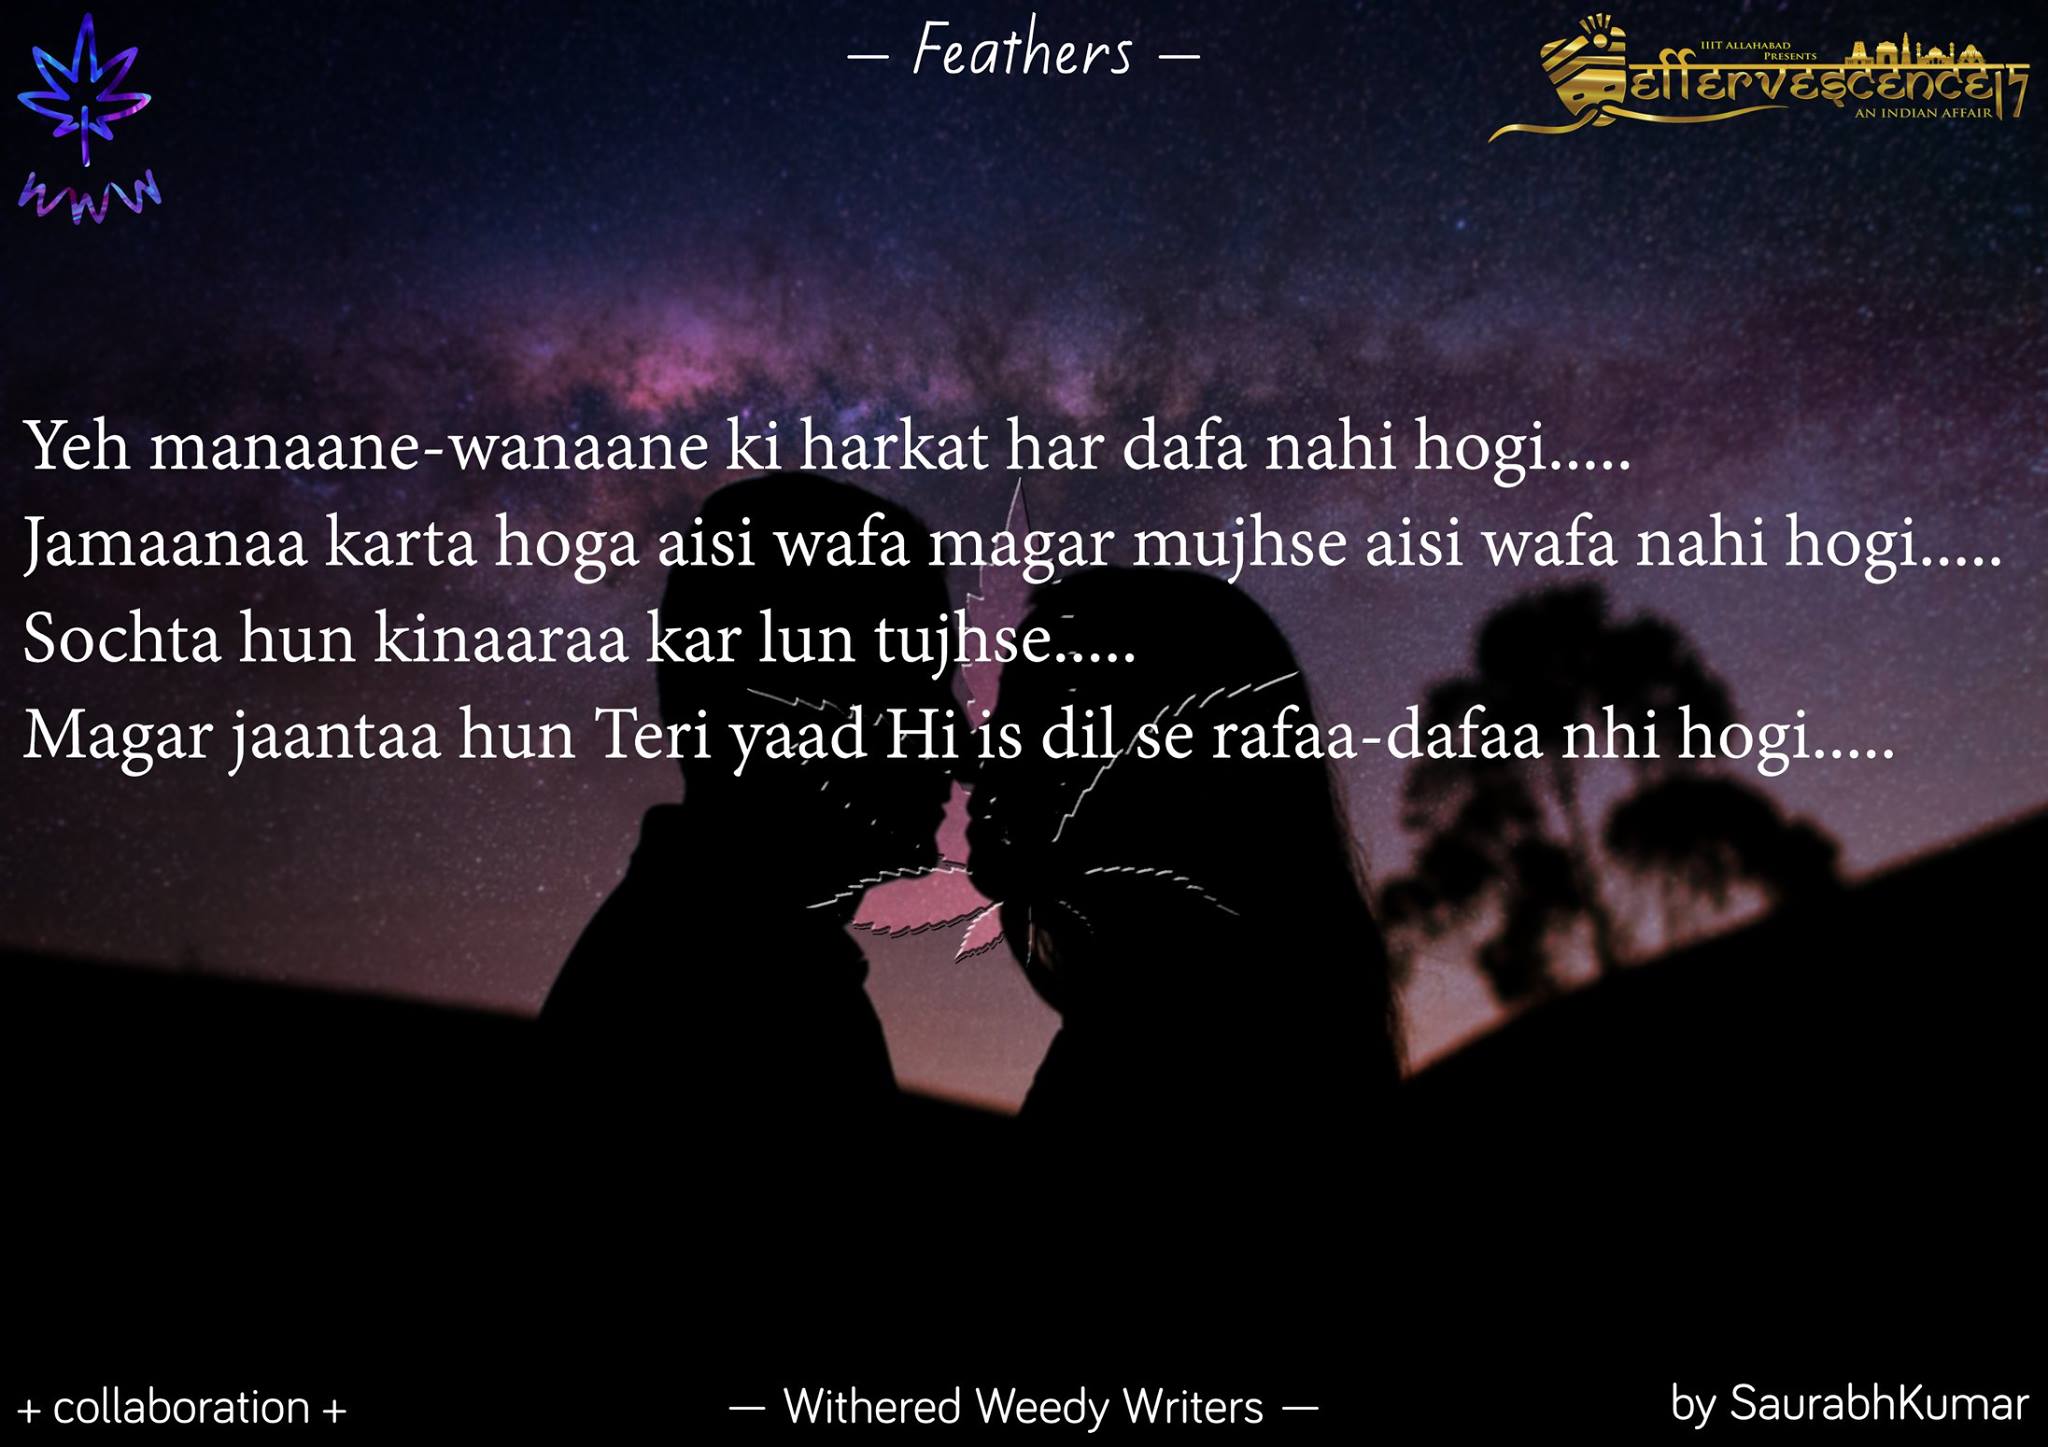 — Feathers —
IIIT ALLAHABAD
PRESENTS
effervescence17
AN INDIAN AFFAIR
WWW
Yeh manaane-wanaane ki harkat har dafa nahi hogi.....
Jamaanaa karta hoga aisi wafa magar mujhse aisi wafa nahi hogi.....
Sochta hun kinaaraa kar lun tujhse.....
Magar jaantaa hun Teri yaad Hi is dil se rafaa-dafaa nhi hogi.....
+ collaboration +
— Withered Weedy Writers —
by SaurabhKumar